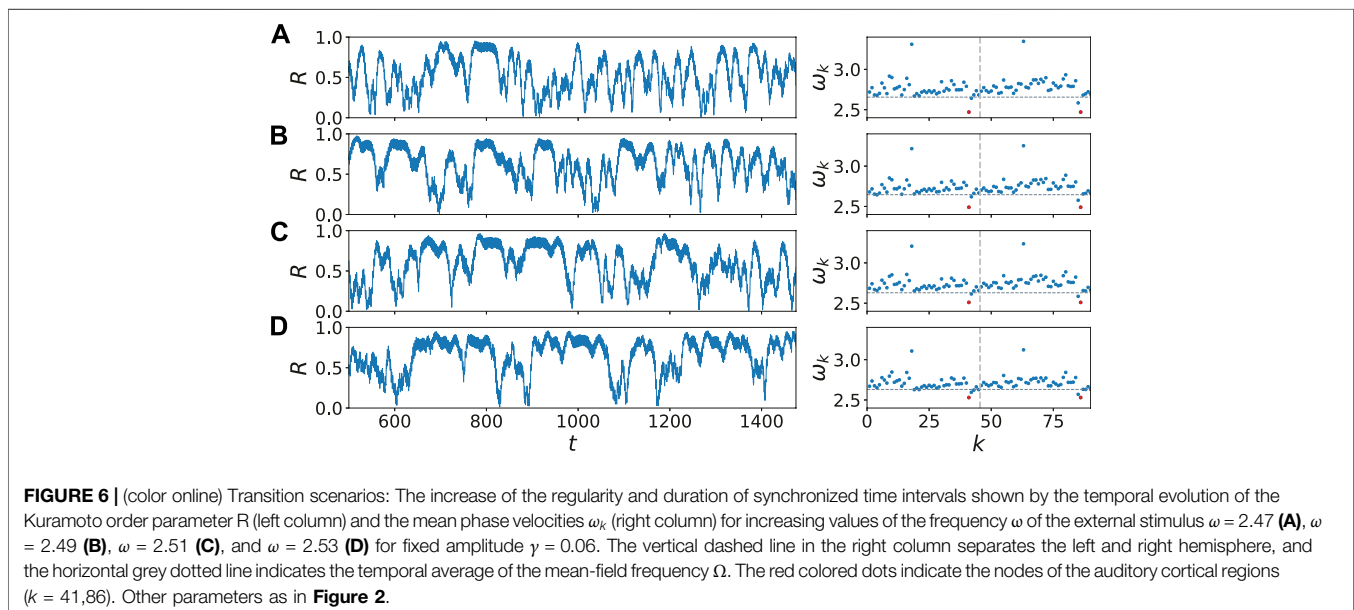 A
1.0
R
0.5
0.0
ωk
3.0
2.5
B
1.0
R
0.5
0.0
ωk
3.0
2.5
C
1.0
R
0.5
0.0
ωk
3.0
2.5
D
1.0
R
0.5
0.0
ωk
3.0
2.5
600 800 1000 1200 1400
t
0 25 50 75
k
FIGURE 6 | (color online) Transition scenarios: The increase of the regularity and duration of synchronized time intervals shown by the temporal evolution of the
Kuramoto order parameter R (left column) and the mean phase velocities ωk (right column) for increasing values of the frequency ω of the external stimulus ω = 2.47 (A), ω
= 2.49 (B), ω = 2.51 (C), and ω = 2.53 (D) for fixed amplitude γ = 0.06. The vertical dashed line in the right column separates the left and right hemisphere, and
the horizontal grey dotted line indicates the temporal average of the mean-field frequency Ω. The red colored dots indicate the nodes of the auditory cortical regions
(k = 41,86). Other parameters as in Figure 2.